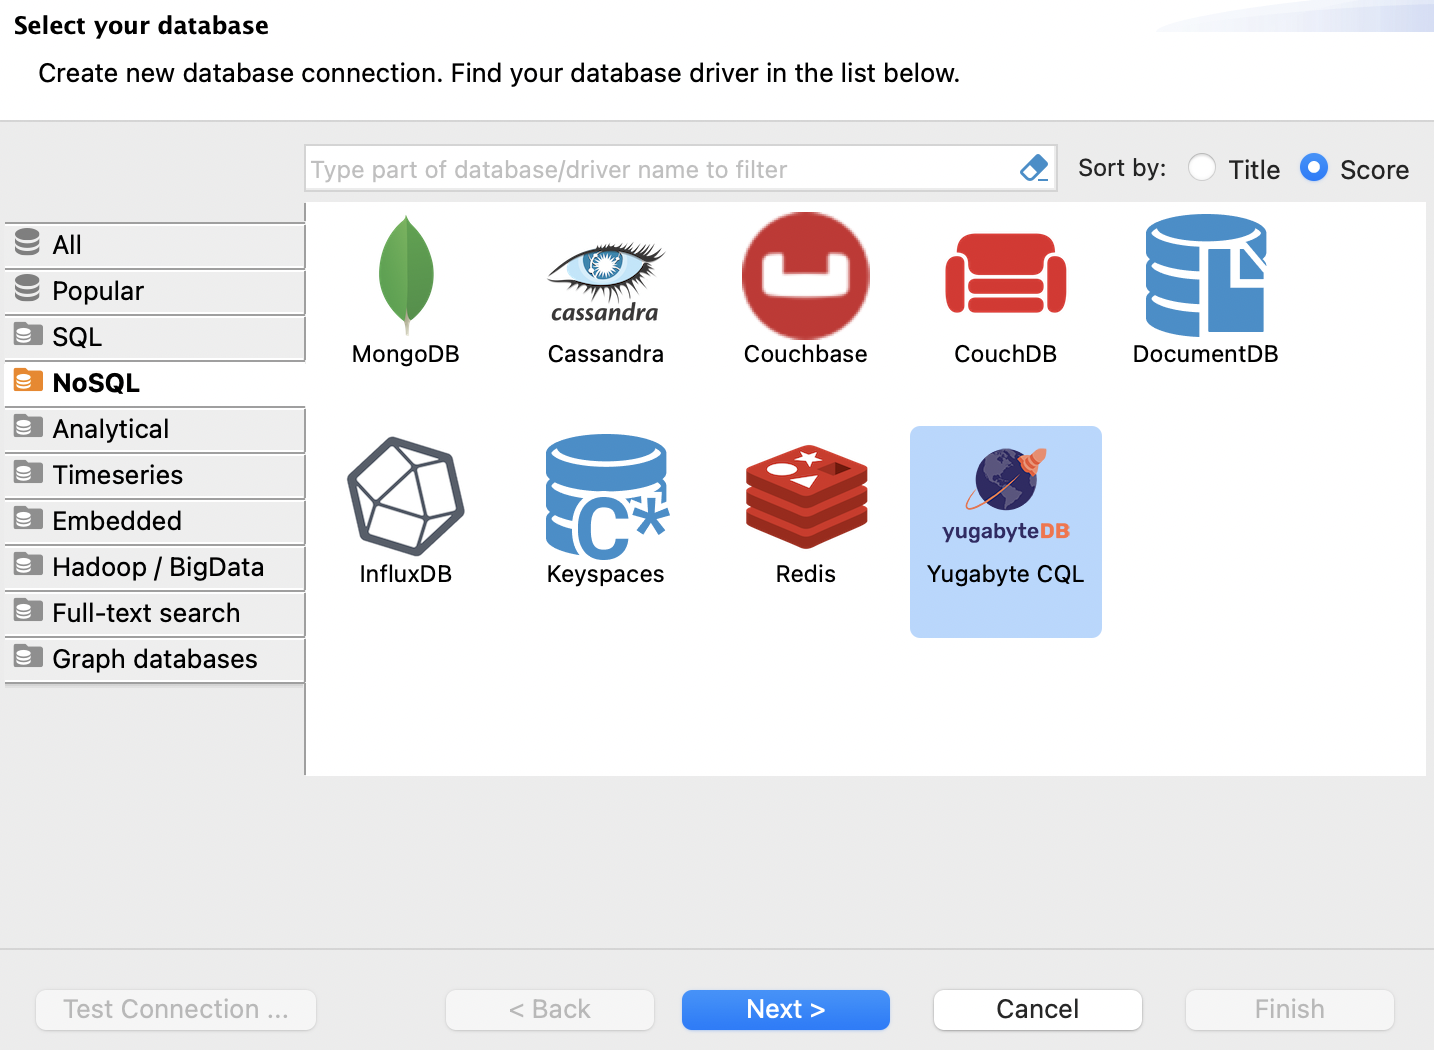 Select your database
Create new database connection. Find your database driver in the list below.
Type part of database/driver name to filter
Sort by:
Title
Score
All
Popular
SQL
NoSQL
Analytical
Timeseries
Embedded
Hadoop / BigData
Full-text search
Graph databases
cassandra
MongoDB
Cassandra
Couchbase
CouchDB
DocumentDB
C*
yugabyteDB
InfluxDB
Keyspaces
Redis
Yugabyte CQL
Test Connection ...
< Back
Next >
Cancel
Finish